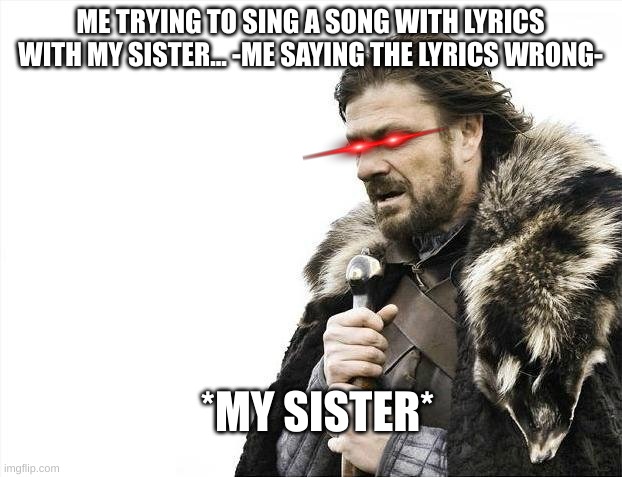 ME TRYING TO SING A SONG WITH LYRICS
WITH MY SISTER... -ME SAYING THE LYRICS WRONG-
*MY SISTER*
imgflip.com